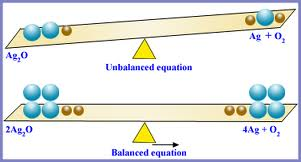 Ag₂O
Ag + O₂
Unbalanced equation
2Ag₂O
4Ag + O₂
Balanced equation